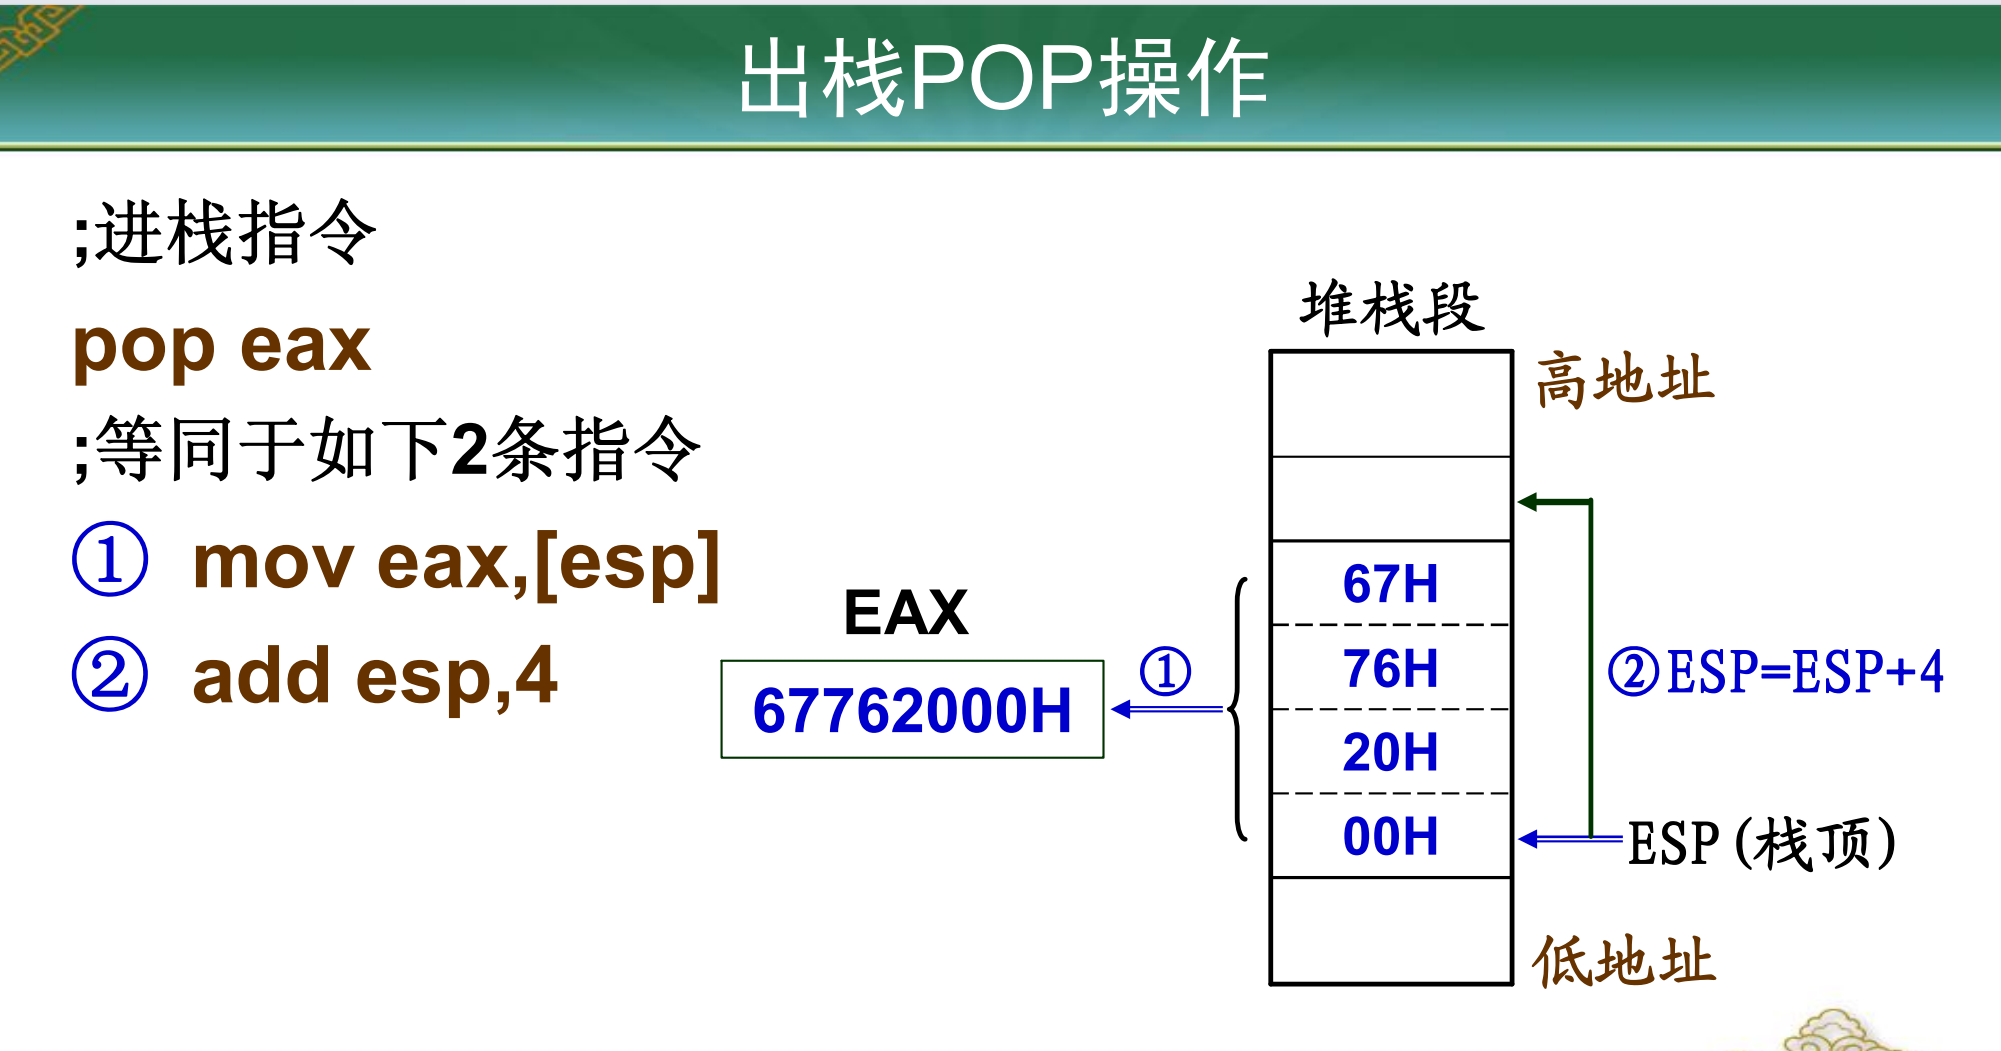 出栈POP操作
;进栈指令
pop eax
;等同于如下2条指令
① mov eax,[esp]
② add esp,4
EAX
67762000H
①
堆栈段
高地址
67H
76H
20H
00H
②ESP=ESP+4
ESP(栈顶)
低地址